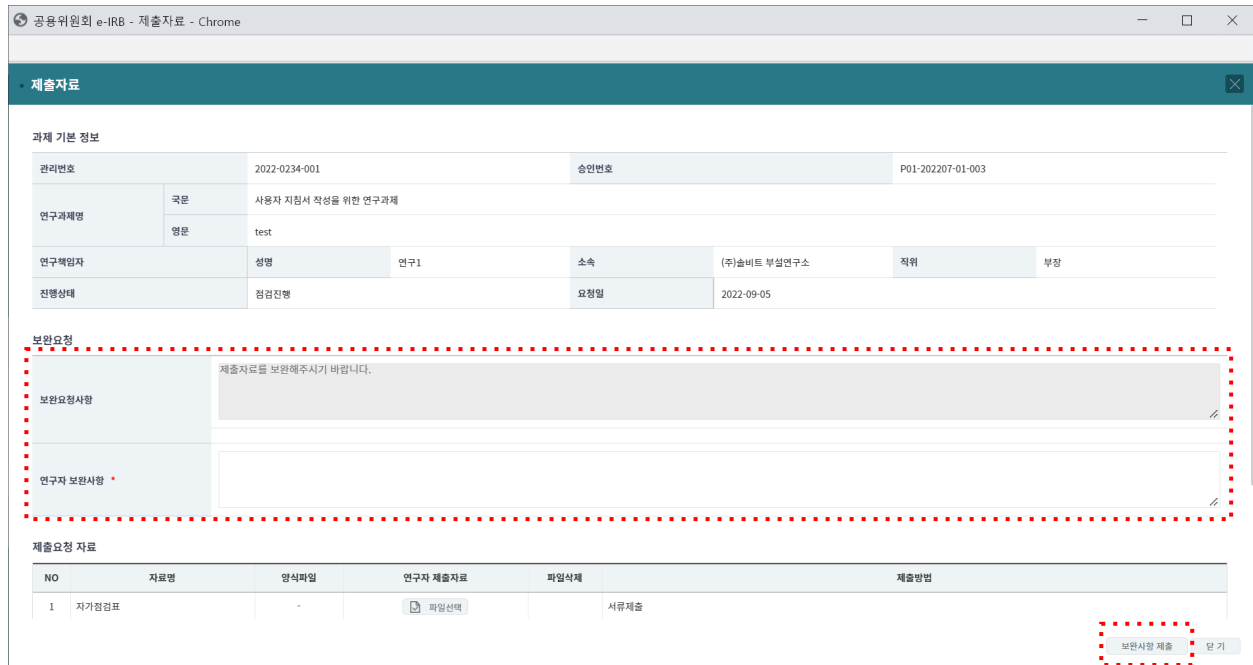 공용위원회 e-IRB - 제출자료 - Chrome
제출자료
과제 기본 정보
관리번호 2022-0234-001 승인번호 P01-202207-01-003
연구과제명 국문 사용자 지침서 작성을 위한 연구과제
영문 test
연구책임자 성명 연구1 소속 (주)솔비트 부설연구소 직위 부장
진행상태 점검진행 요청일 2022-09-05
보완요청
보완요청사항 제출자료를 보완해주시기 바랍니다.
연구자 보완사항 *
제출요청 자료
NO 자료명 양식파일 연구자 제출자료 파일삭제 제출방법
1 자가점검표 - 파일선택 서류제출
보완사항 제출 닫 기